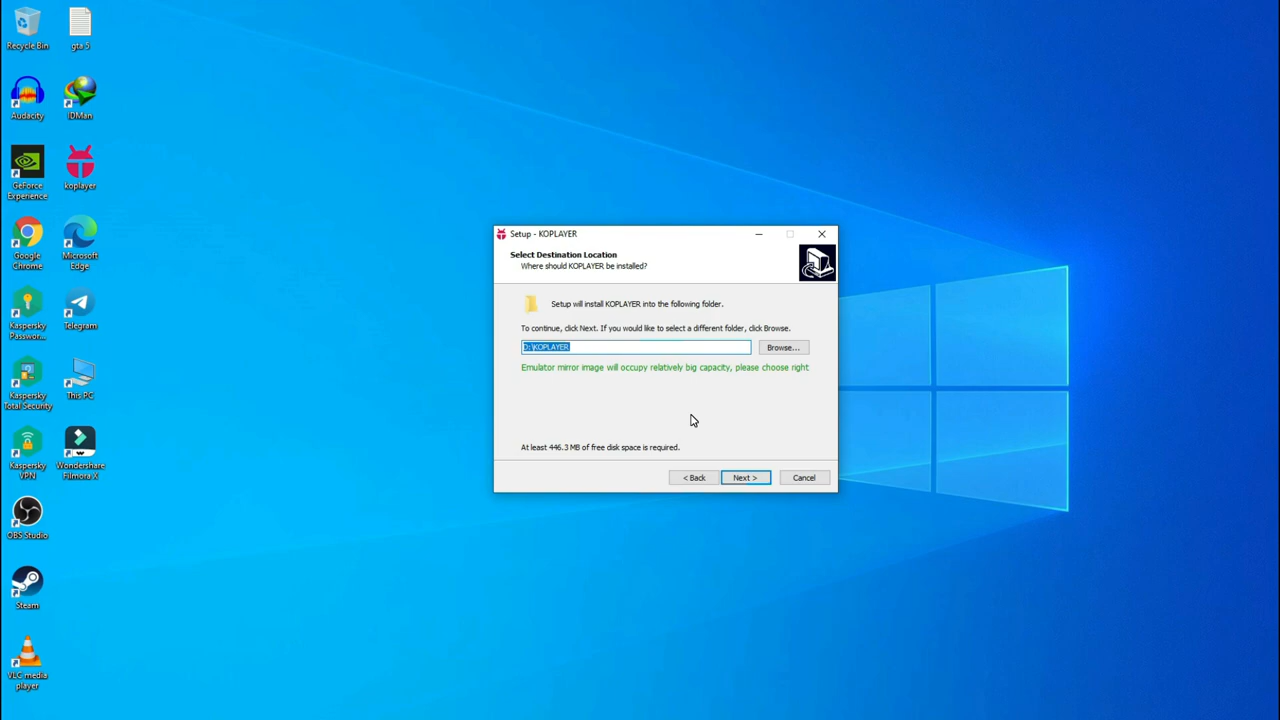 Recycle Bin
gta 5
Audacity
IDMan
GeForce
Experience
koplayer
Google
Chrome
Microsoft
Edge
Kaspersky
Passwor...
Telegram
Kaspersky
Total Security
This PC
Kaspersky
VPN
Wondershare
Filmora X
OBS Studio
Steam
VLC media
player
Setup - KOPLAYER
Select Destination Location
Where should KOPLAYER be installed?
Setup will install KOPLAYER into the following folder.
To continue, click Next. If you would like to select a different folder, click Browse.
D:\KOPLAYER
Browse...
Emulator mirror image will occupy relatively big capacity, please choose right
At least 446.3 MB of free disk space is required.
< Back
Next >
Cancel